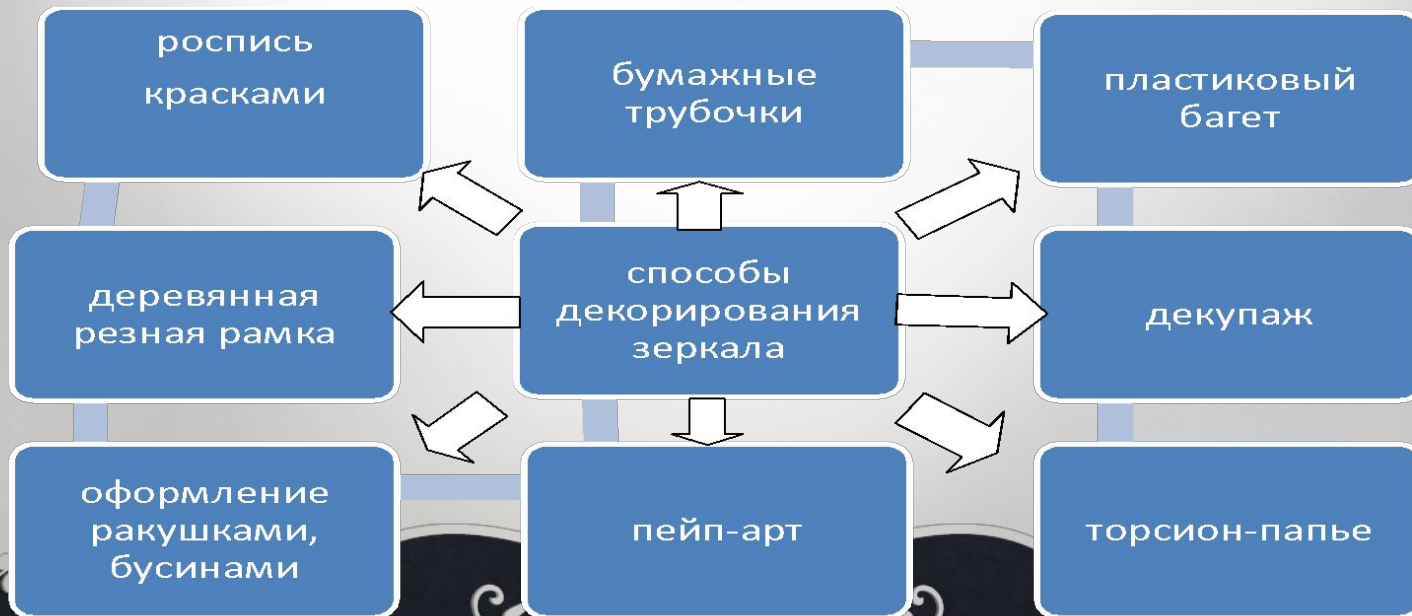 роспись
красками
бумажные
трубочки
пластиковый
багет
деревянная
резная рамка
способы
декорирования
зеркала
декупаж
оформление
ракушками,
бусинами
пейп-арт
торсион-папье